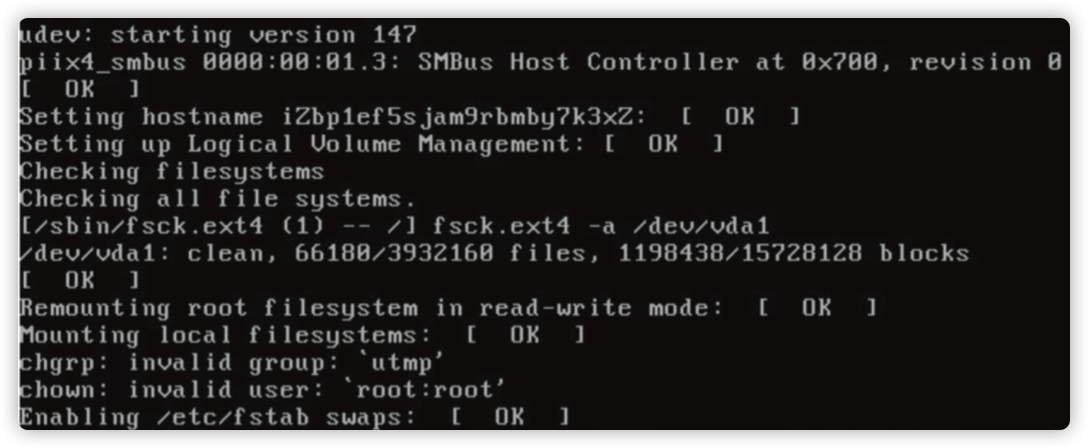 udev: starting version 147
piix4_smbus 0000:00:01.3: SMBus Host Controller at 0x700, revision 0
[  OK  ]
Setting hostname iZbp1ef5sjam9rbmby7k3xZ:  [  OK  ]
Setting up Logical Volume Management: [  OK  ]
Checking filesystems
Checking all file systems.
[/sbin/fsck.ext4 (1) -- /] fsck.ext4 -a /dev/vda1
/dev/vda1: clean, 66180/3932160 files, 1198438/15728128 blocks
[  OK  ]
Remounting root filesystem in read-write mode:  [  OK  ]
Mounting local filesystems:  [  OK  ]
chgrp: invalid group: `utmp'
chown: invalid user: `root:root'
Enabling /etc/fstab swaps:  [  OK  ]